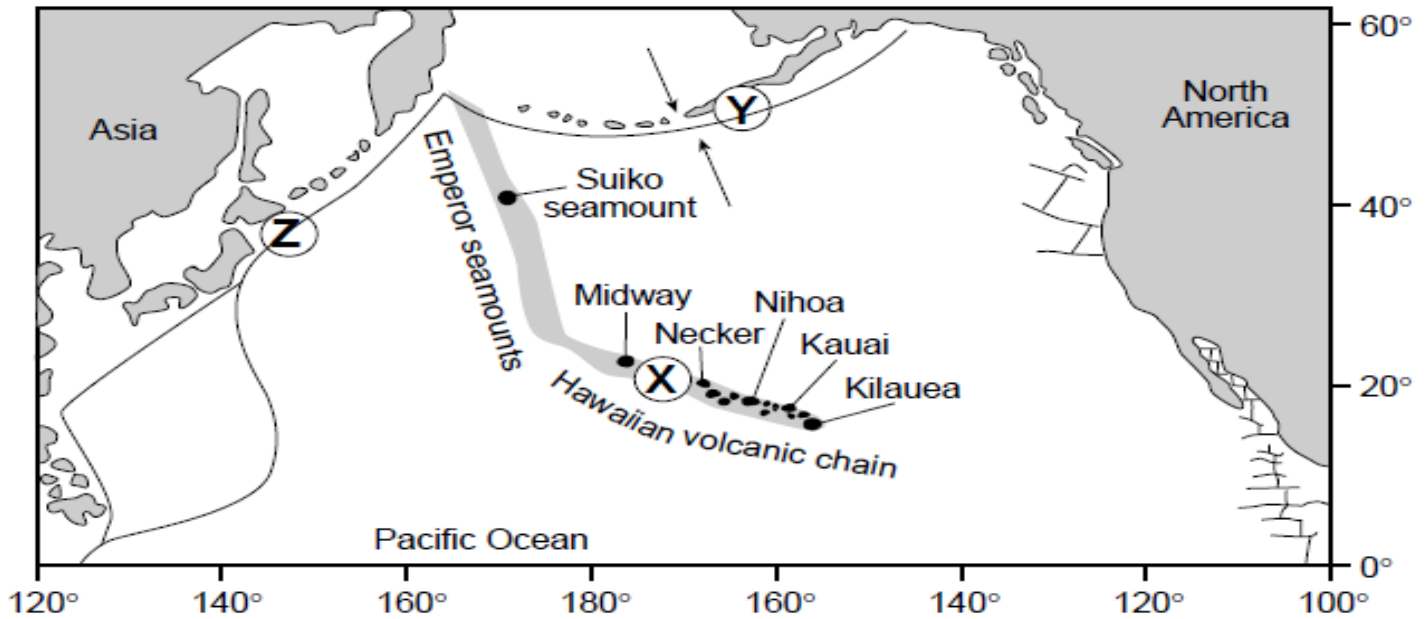 60°
North
America
Asia
Y
Suiko
seamount
Emperor seamounts
40°
Z
Midway
Nihoa
Necker
Kauai
X
Kilauea
20°
Hawaiian volcanic chain
Pacific Ocean
0°
120° 140° 160° 180° 160° 140° 120° 100°